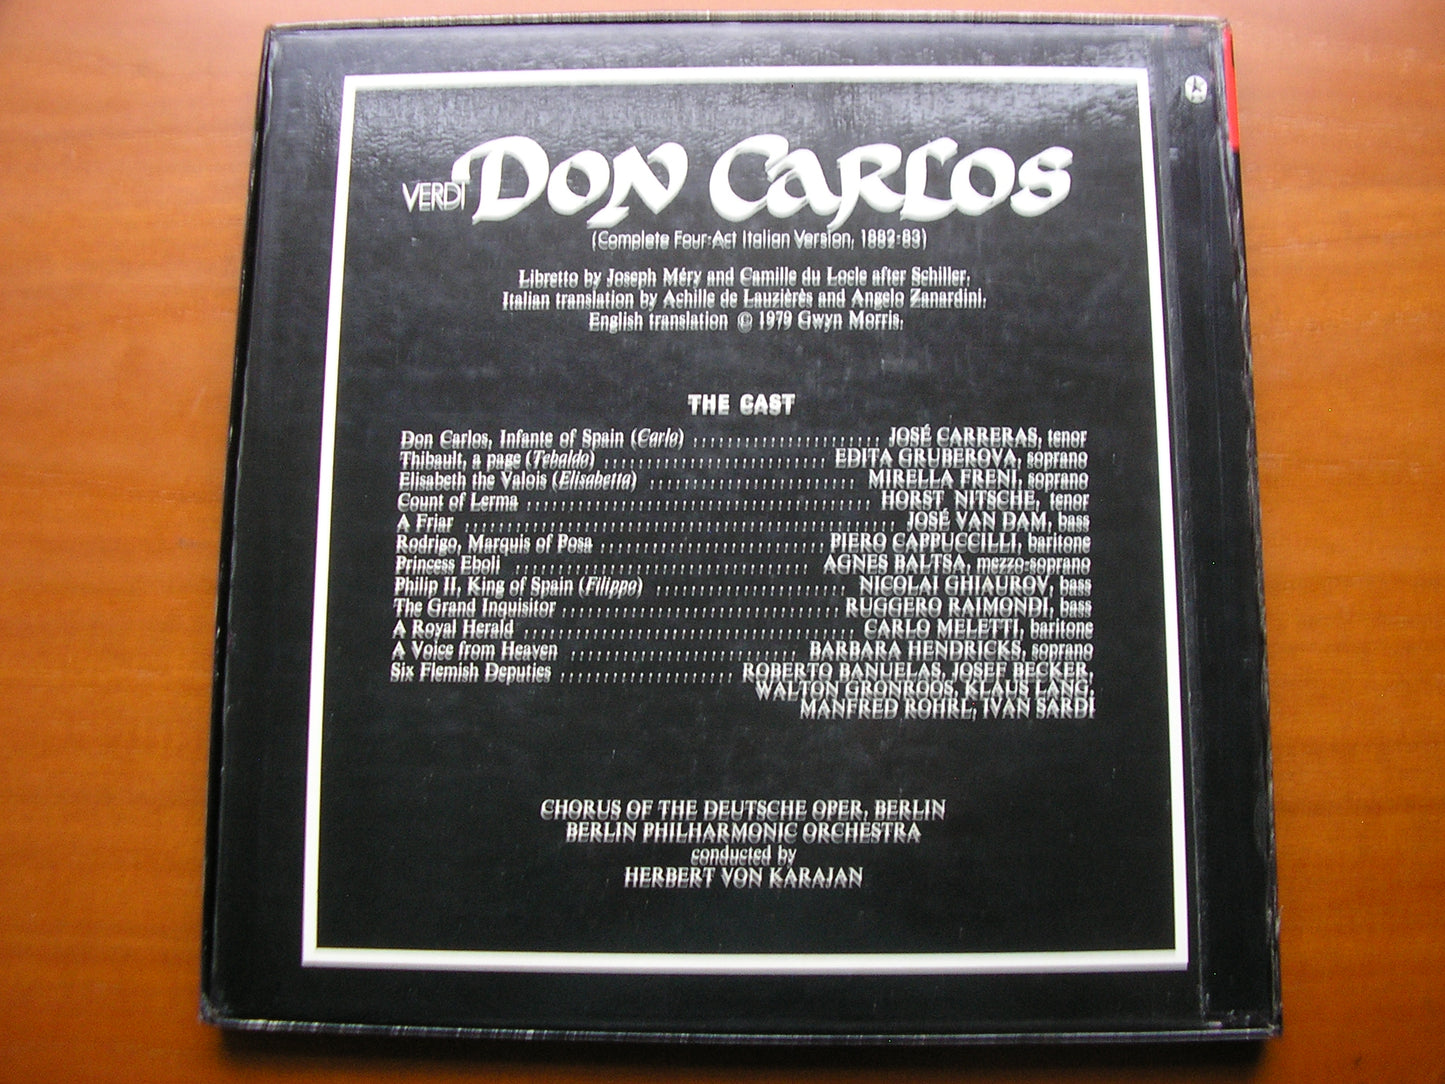 VERDI DON CARLOS
(Complete Four-Act Italian Version, 1882-83)
Libretto by Joseph Méry and Camille du Locle after Schiller.
Italian translation by Achille de Lauzières and Angelo Zanardini.
English translation © 1979 Gwyn Morris.
THE CAST
Don Carlos, Infante of Spain (Carlo) ...................... JOSÉ CARRERAS, tenor
Thibault, a page (Tebaldo) ........................... EDITA GRUBEROVA, soprano
Elisabeth the Valois (Elisabetta) ......................... MIRELLA FRENI, soprano
Count of Lerma .................................... HORST NITSCHE, tenor
A Friar ............................................... JOSÉ VAN DAM, bass
Rodrigo, Marquis of Posa ........................ PIERO CAPPUCCILLI, baritone
Princess Eboli ................................ AGNES BALTSA, mezzo-soprano
Philip II, King of Spain (Filippo) ...................... NICOLAI GHIAUROV, bass
The Grand Inquisitor .............................. RUGGERO RAIMONDI, bass
A Royal Herald .................................... CARLO MELETTI, baritone
A Voice from Heaven ........................ BARBARA HENDRICKS, soprano
Six Flemish Deputies ................... ROBERTO BANUELAS, JOSEF BECKER,
WALTON GRONROOS, KLAUS LANG,
MANFRED ROHRL, IVAN SARDI
CHORUS OF THE DEUTSCHE OPER, BERLIN
BERLIN PHILHARMONIC ORCHESTRA
conducted by
HERBERT VON KARAJAN